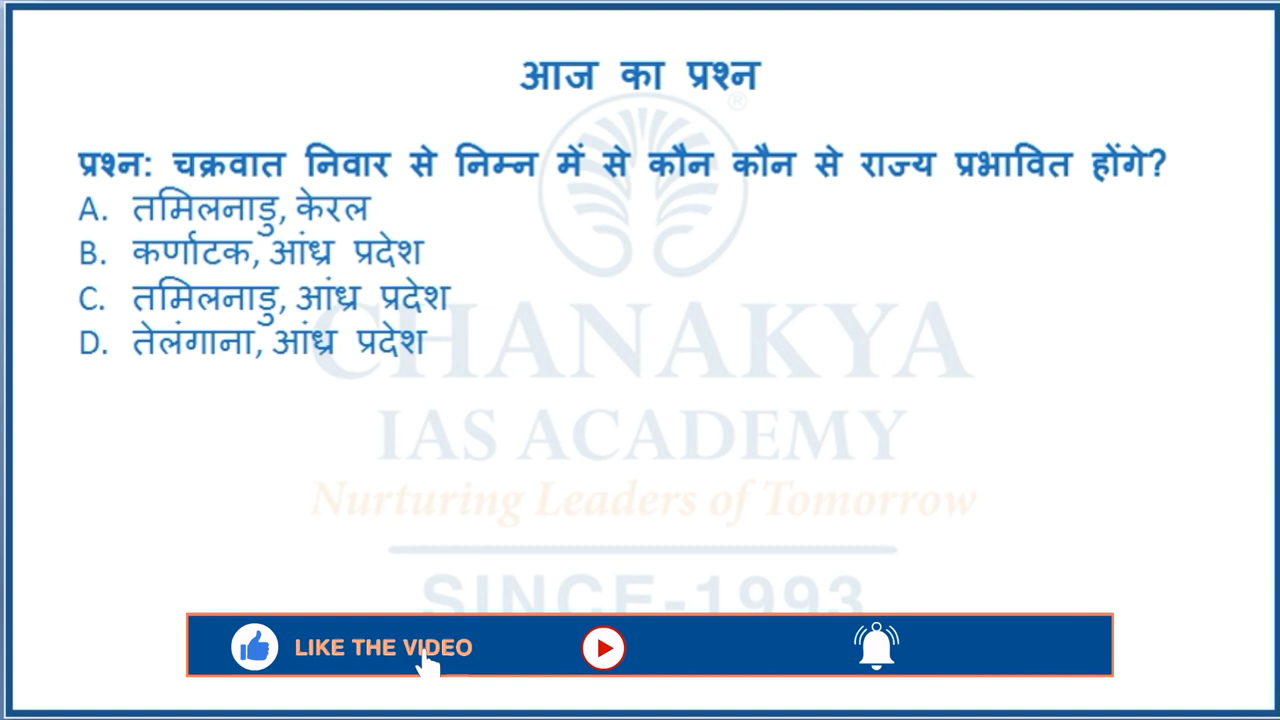 आज का प्रश्न
प्रश्न: चक्रवात निवार से निम्न में से कौन कौन से राज्य प्रभावित होंगे?
A. तमिलनाडु, केरल
B. कर्णाटक, आंध्र प्रदेश
C. तमिलनाडु, आंध्र प्रदेश
D. तेलंगाना, आंध्र प्रदेश
®
CHANAKYA
IAS ACADEMY
Nurturing Leaders of Tomorrow
SINCE-1993
LIKE THE VIDEO